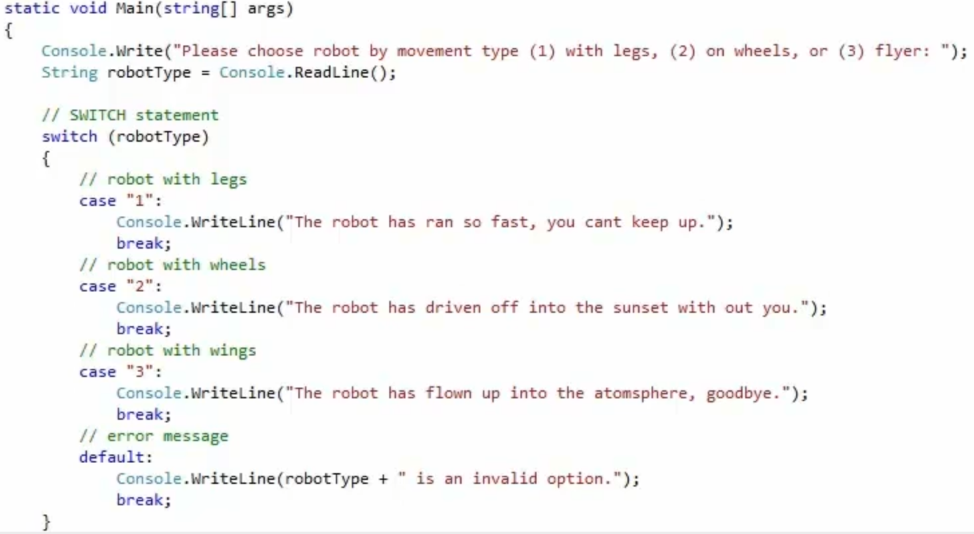 static void Main(string[] args)
{
    Console.Write("Please choose robot by movement type (1) with legs, (2) on wheels, or (3) flyer: ");
    String robotType = Console.ReadLine();

    // SWITCH statement
    switch (robotType)
    {
        // robot with legs
        case "1":
            Console.WriteLine("The robot has ran so fast, you cant keep up.");
            break;
        // robot with wheels
        case "2":
            Console.WriteLine("The robot has driven off into the sunset with out you.");
            break;
        // robot with wings
        case "3":
            Console.WriteLine("The robot has flown up into the atomsphere, goodbye.");
            break;
        // error message
        default:
            Console.WriteLine(robotType + " is an invalid option.");
            break;
    }